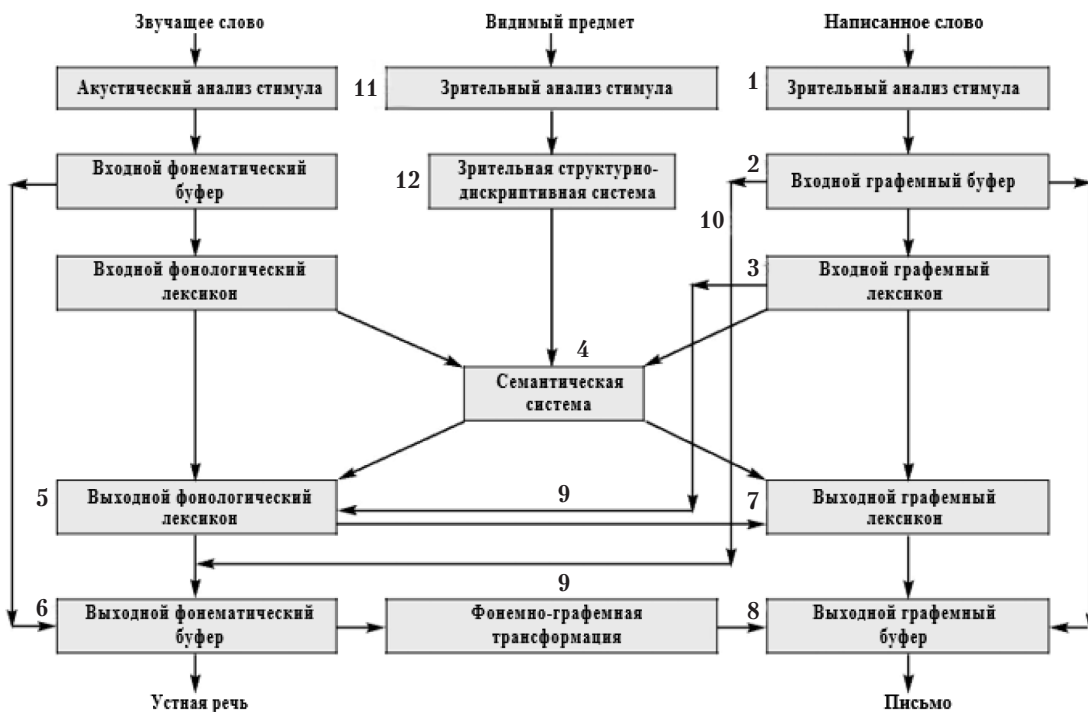 Звучащее слово
Видимый предмет
Написанное слово
Акустический анализ стимула
11
Зрительный анализ стимула
1
Зрительный анализ стимула
Входной фонематический
буфер
12
Зрительная структурно-
дискриптивная система
2
Входной графемный буфер
10
Входной фонологический
лексикон
3
Входной графемный
лексикон
4
Семантическая
система
5
Выходной фонологический
лексикон
9
7
Выходной графемный
лексикон
9
6
Выходной фонематический
буфер
Фонемно-графемная
трансформация
8
Выходной графемный
буфер
Устная речь
Письмо